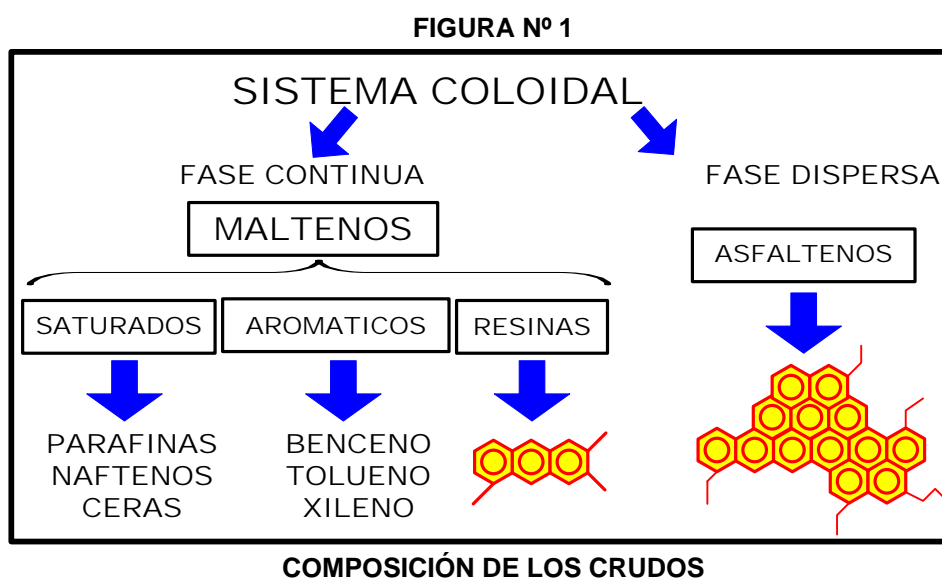 FIGURA Nº 1
SISTEMA COLOIDAL
FASE CONTINUA
FASE DISPERSA
MALTENOS
ASFALTENOS
SATURADOS
AROMATICOS
RESINAS
PARAFINAS
NAFTENOS
CERAS
BENCENO
TOLUENO
XILENO
COMPOSICIÓN DE LOS CRUDOS